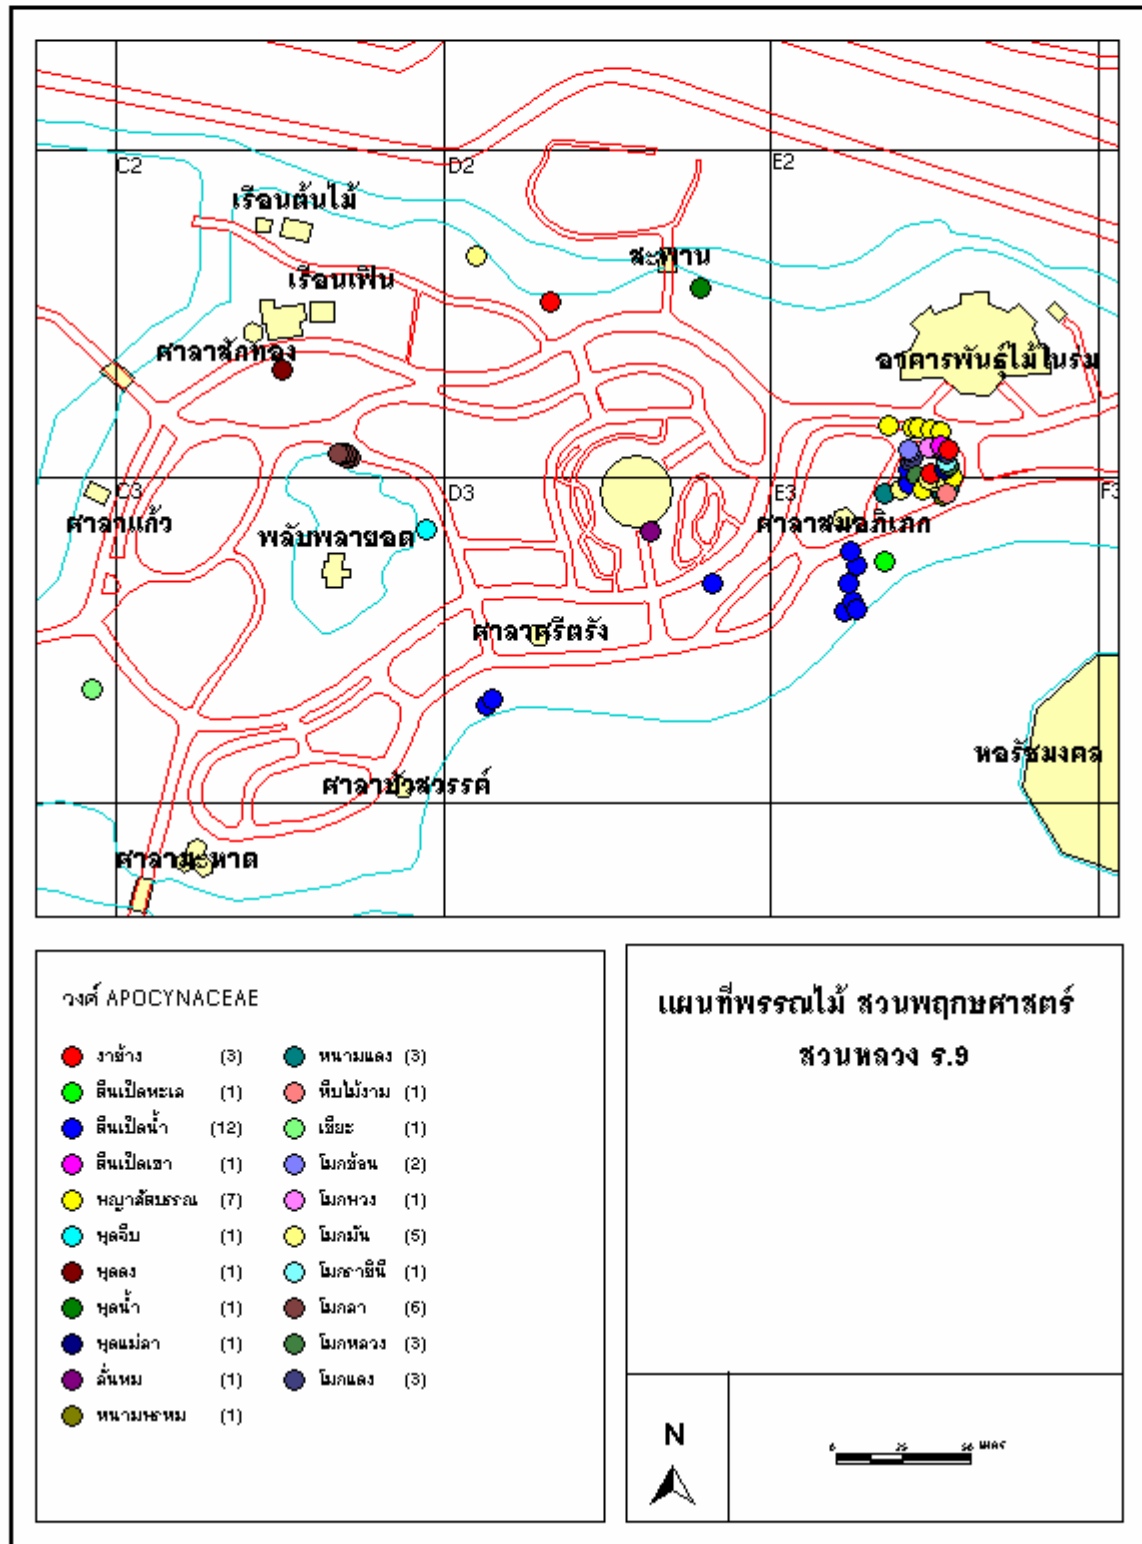 C2
D2
E2
เรือนต้นไม้
สะพาน
เรือนเฟิน
ศาลาสักทอง
อาคารพันธุ์ไม้ในร่ม
C3
D3
E3
F3
ศาลาแก้ว
พลับพลายอด
ศาลาสมอภิเภก
ศาลาศรีตรัง
หอรัชมงคล
ศาลาบัวสวรรค์
ศาลามะหาด
วงศ์ APOCYNACEAE
งาช้าง (3)
ตีนเป็ดทะเล (1)
ตีนเป็ดน้ำ (12)
ตีนเป็ดเขา (1)
พญาสัตบรรณ (7)
พุดจีบ (1)
พุดดง (1)
พุดน้ำ (1)
พุดแม่ลา (1)
ลั่นทม (1)
หนามพรหม (1)
หนามแดง (3)
หีบไม้งาม (1)
เขียะ (1)
โมกซ้อน (2)
โมกพวง (1)
โมกมัน (5)
โมกราชินี (1)
โมกลา (6)
โมกหลวง (3)
โมกแดง (3)
แผนที่พรรณไม้ สวนพฤกษศาสตร์
สวนหลวง ร.9
N
0 25 50 เมตร